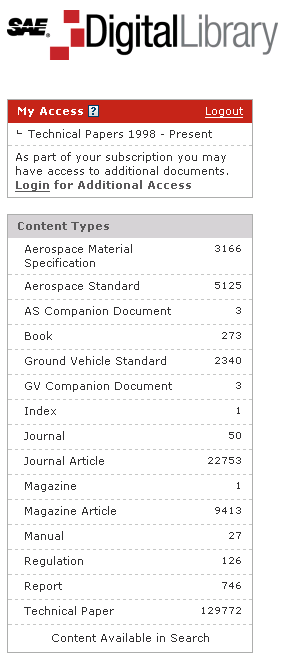 SAE® DigitalLibrary
My Access ? Logout
Technical Papers 1998 - Present
As part of your subscription you may
have access to additional documents.
Login for Additional Access
Content Types
Aerospace Material 3166
Specification
Aerospace Standard 5125
AS Companion Document 3
Book 273
Ground Vehicle Standard 2340
GV Companion Document 3
Index 1
Journal 50
Journal Article 22753
Magazine 1
Magazine Article 9413
Manual 27
Regulation 126
Report 746
Technical Paper 129772
Content Available in Search